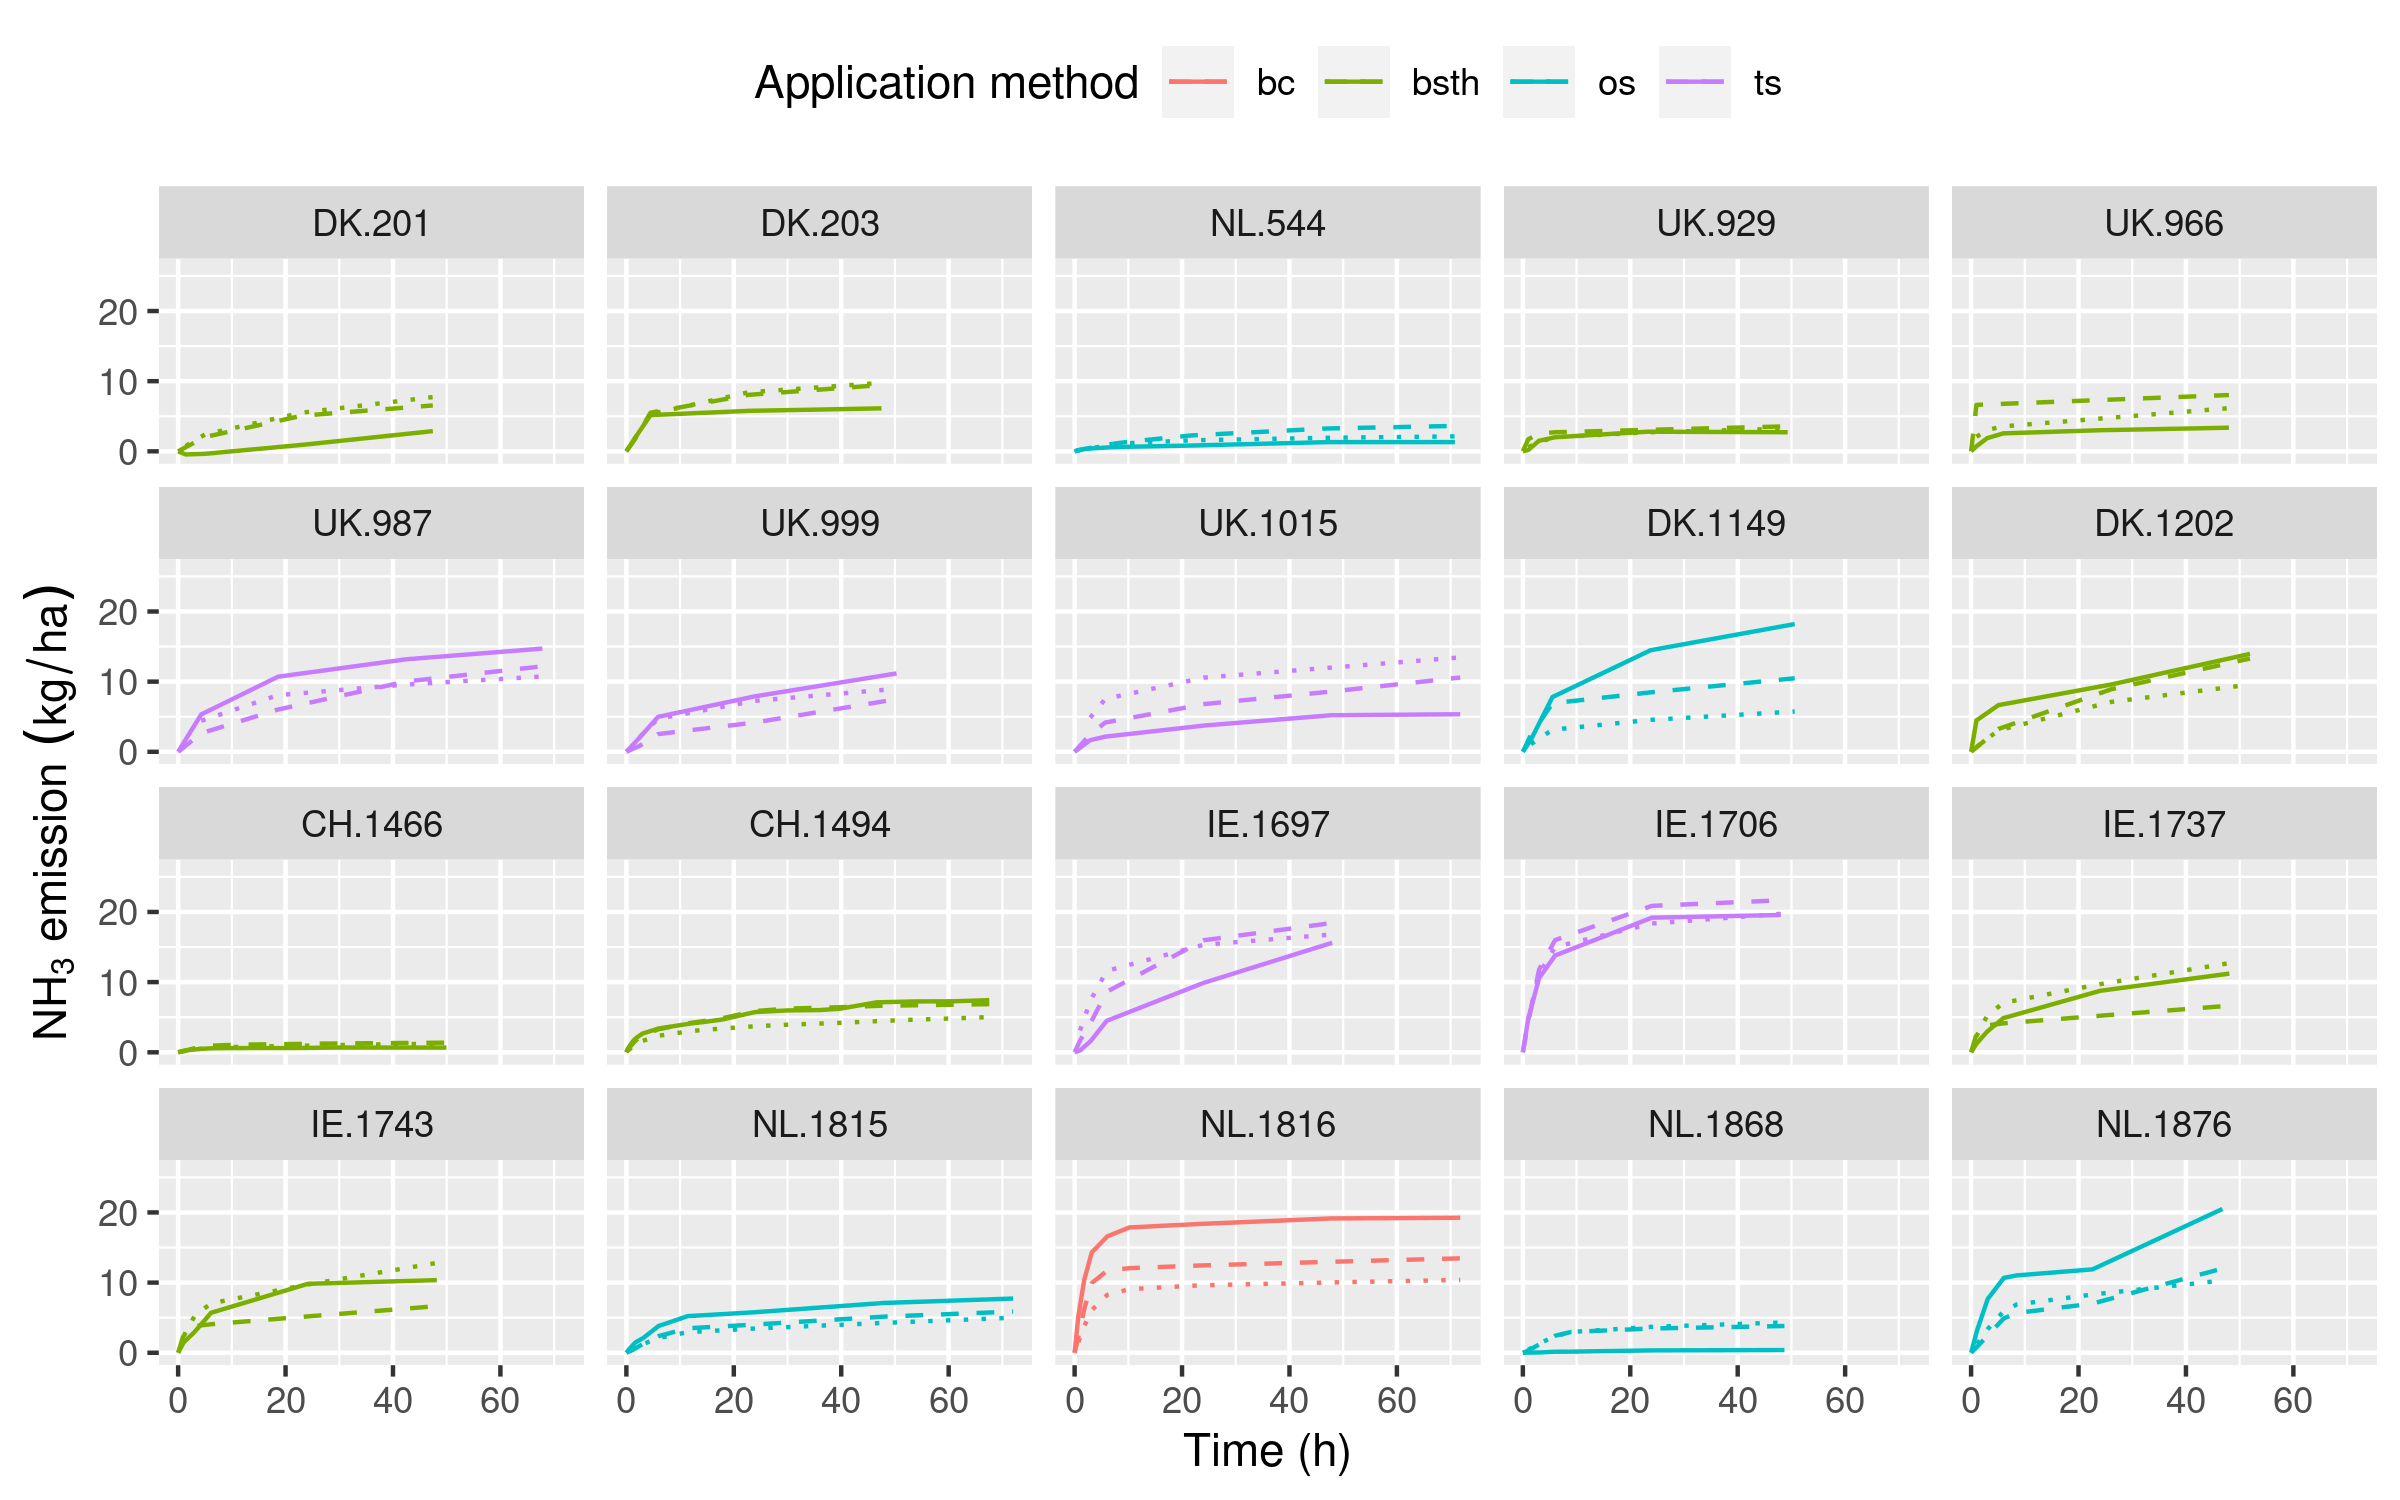 Application method bc bsth os ts
DK.201 DK.203 NL.544 UK.929 UK.966
20
10
0
UK.987 UK.999 UK.1015 DK.1149 DK.1202
20
10
0
CH.1466 CH.1494 IE.1697 IE.1706 IE.1737
20
10
0
IE.1743 NL.1815 NL.1816 NL.1868 NL.1876
20
10
0
0 20 40 60 0 20 40 60 0 20 40 60 0 20 40 60 0 20 40 60
Time (h)
NH₃ emission (kg/ha)